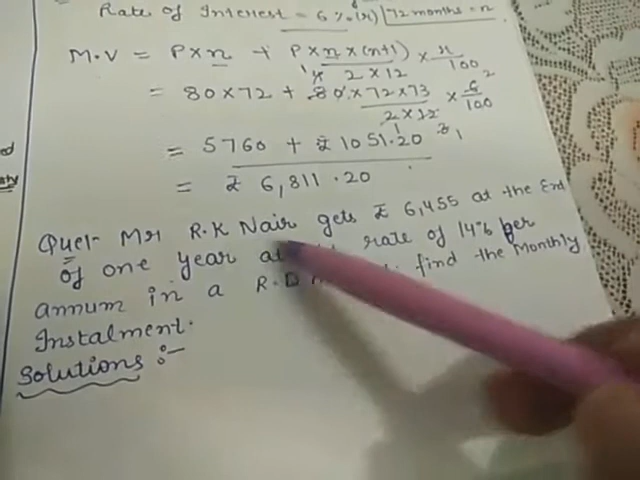 Rate of Interest = 6 % (r) 72 months = n
M.V = P x n + P x n x (n+1) / 2 x 12 x r / 100
= 80 x 72 + 80 x 72 x 73 / 2 x 12 x 6 / 100
= 5760 + ₹ 1051.20
= ₹ 6,811.20
Que:- Mr R.K Nair gets ₹ 6,455 at the End
of one year at rate of 14% per
annum in a R.D find the Monthly
Instalment.
Solutions :-